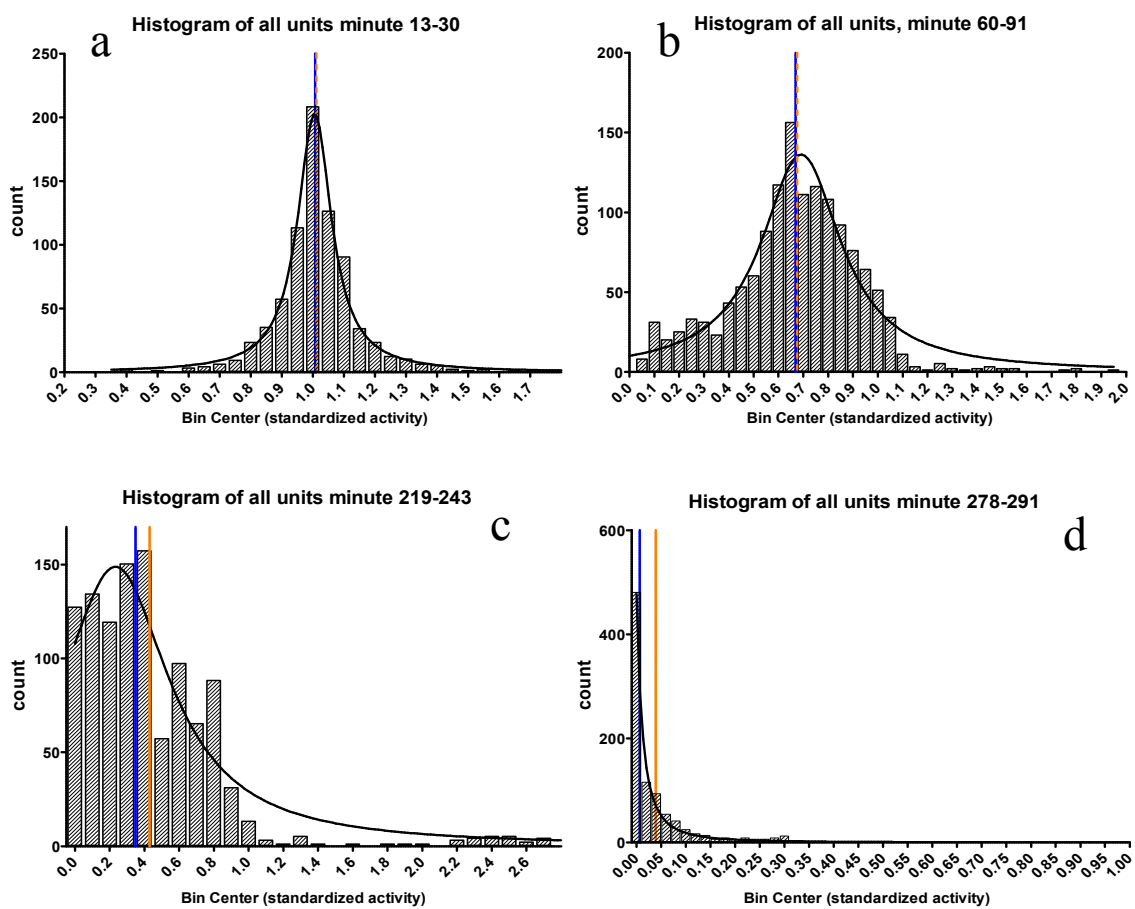 Histogram of all units minute 13-30
a
250
200
150
100
50
0
count
0.2 0.3 0.4 0.5 0.6 0.7 0.8 0.9 1.0 1.1 1.2 1.3 1.4 1.5 1.6 1.7
Bin Center (standardized activity)
Histogram of all units, minute 60-91
b
200
150
100
50
0
count
0.0 0.1 0.2 0.3 0.4 0.5 0.6 0.7 0.8 0.9 1.0 1.1 1.2 1.3 1.4 1.5 1.6 1.7 1.8 1.9 2.0
Bin Center (standardized activity)
Histogram of all units minute 219-243
c
150
100
50
0
count
0.0 0.2 0.4 0.6 0.8 1.0 1.2 1.4 1.6 1.8 2.0 2.2 2.4 2.6
Bin Center (standardized activity)
Histogram of all units minute 278-291
d
600
400
200
0
count
0.00 0.05 0.10 0.15 0.20 0.25 0.30 0.35 0.40 0.45 0.50 0.55 0.60 0.65 0.70 0.75 0.80 0.85 0.90 0.95 1.00
Bin Center (standardized activity)